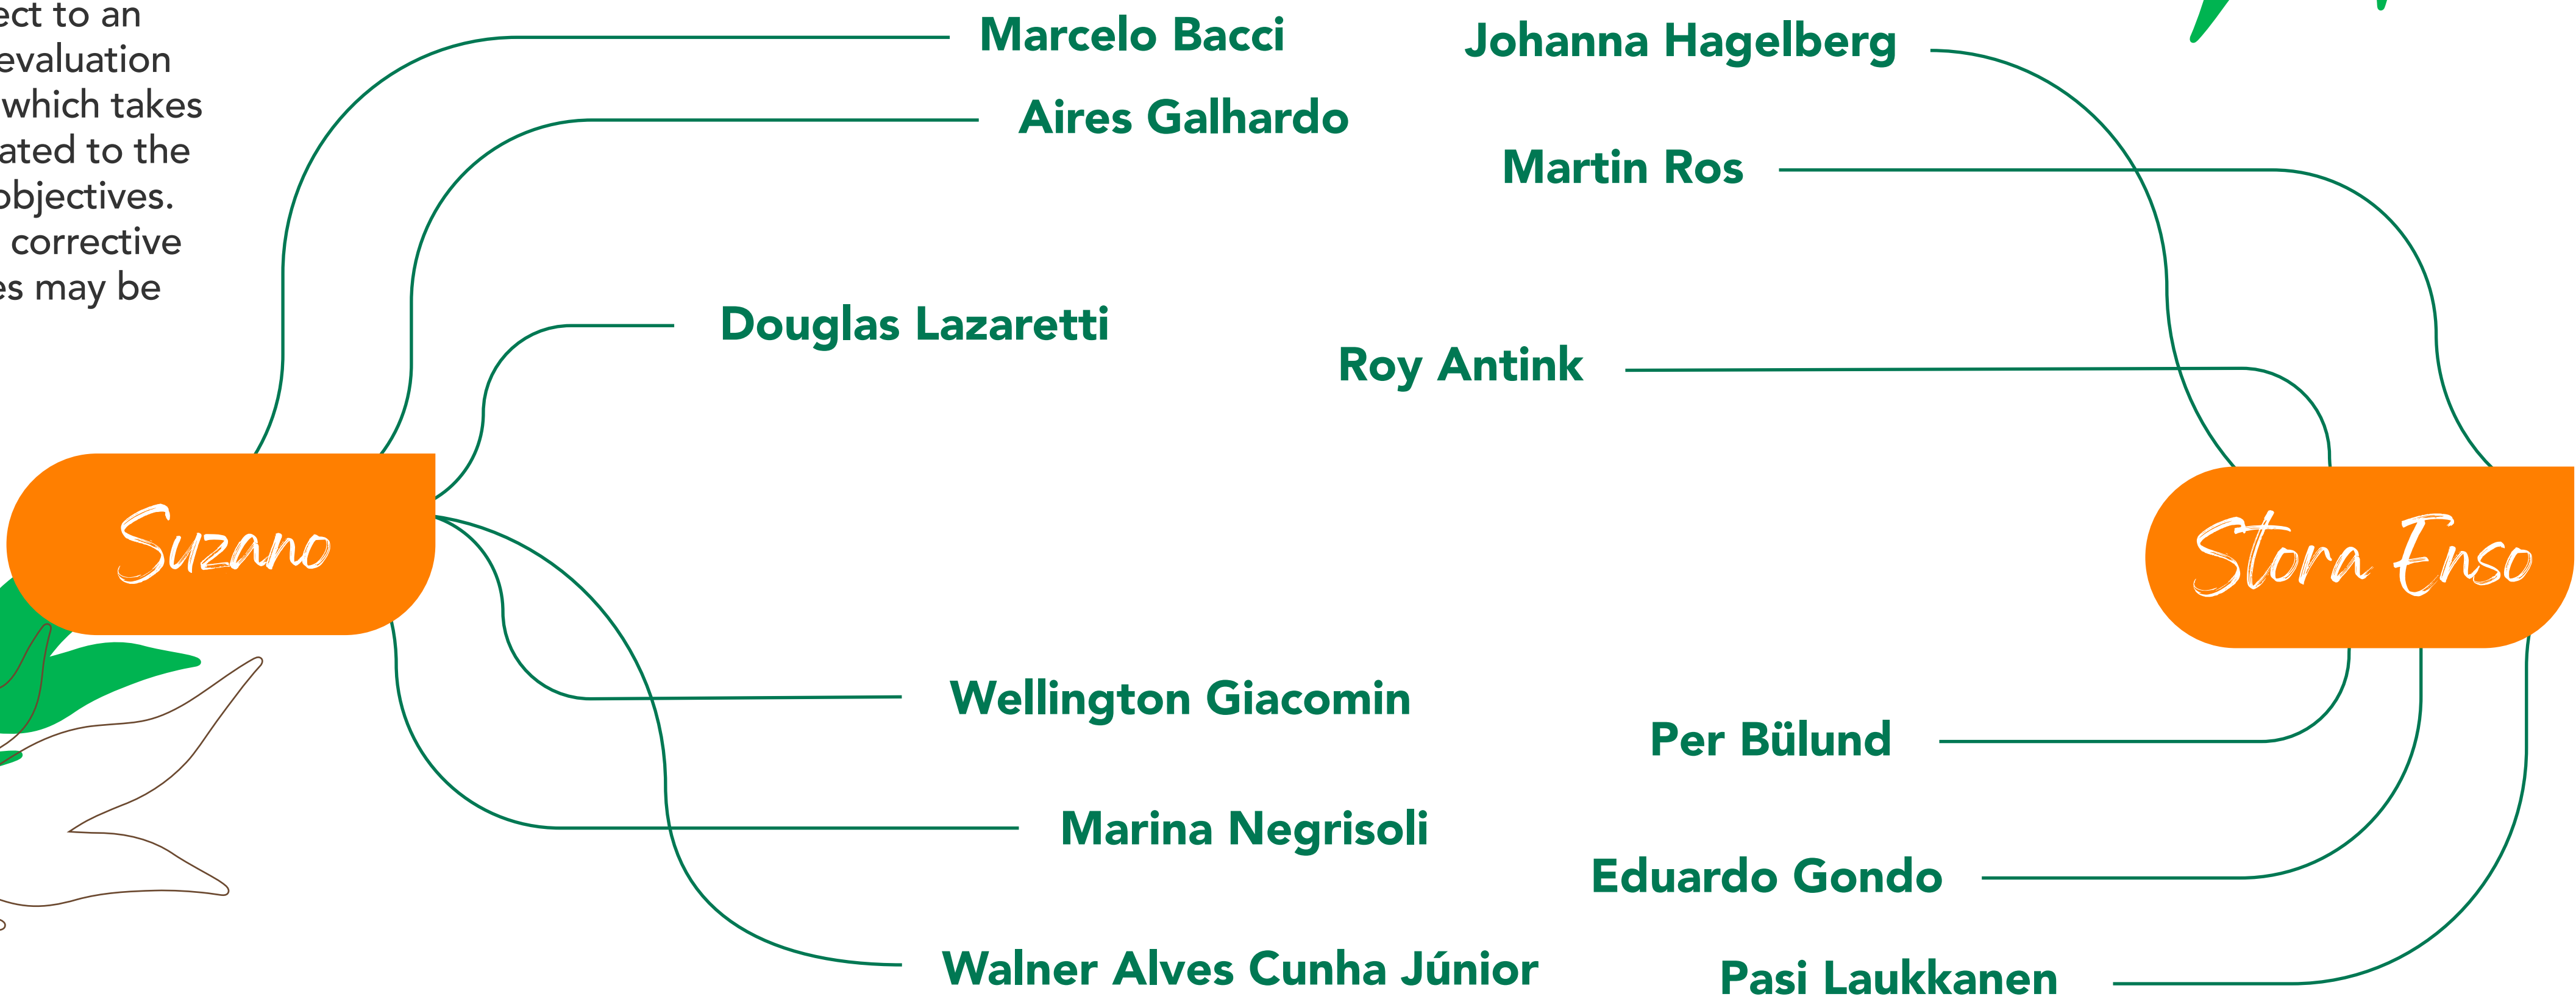 ect to an
evaluation
which takes
ated to the
objectives.
corrective
es may be
Marcelo Bacci
Aires Galhardo
Douglas Lazaretti
Suzano
Wellington Giacomin
Marina Negrisoli
Walner Alves Cunha Júnior
Johanna Hagelberg
Martin Ros
Roy Antink
Stora Enso
Per Bülund
Eduardo Gondo
Pasi Laukkanen